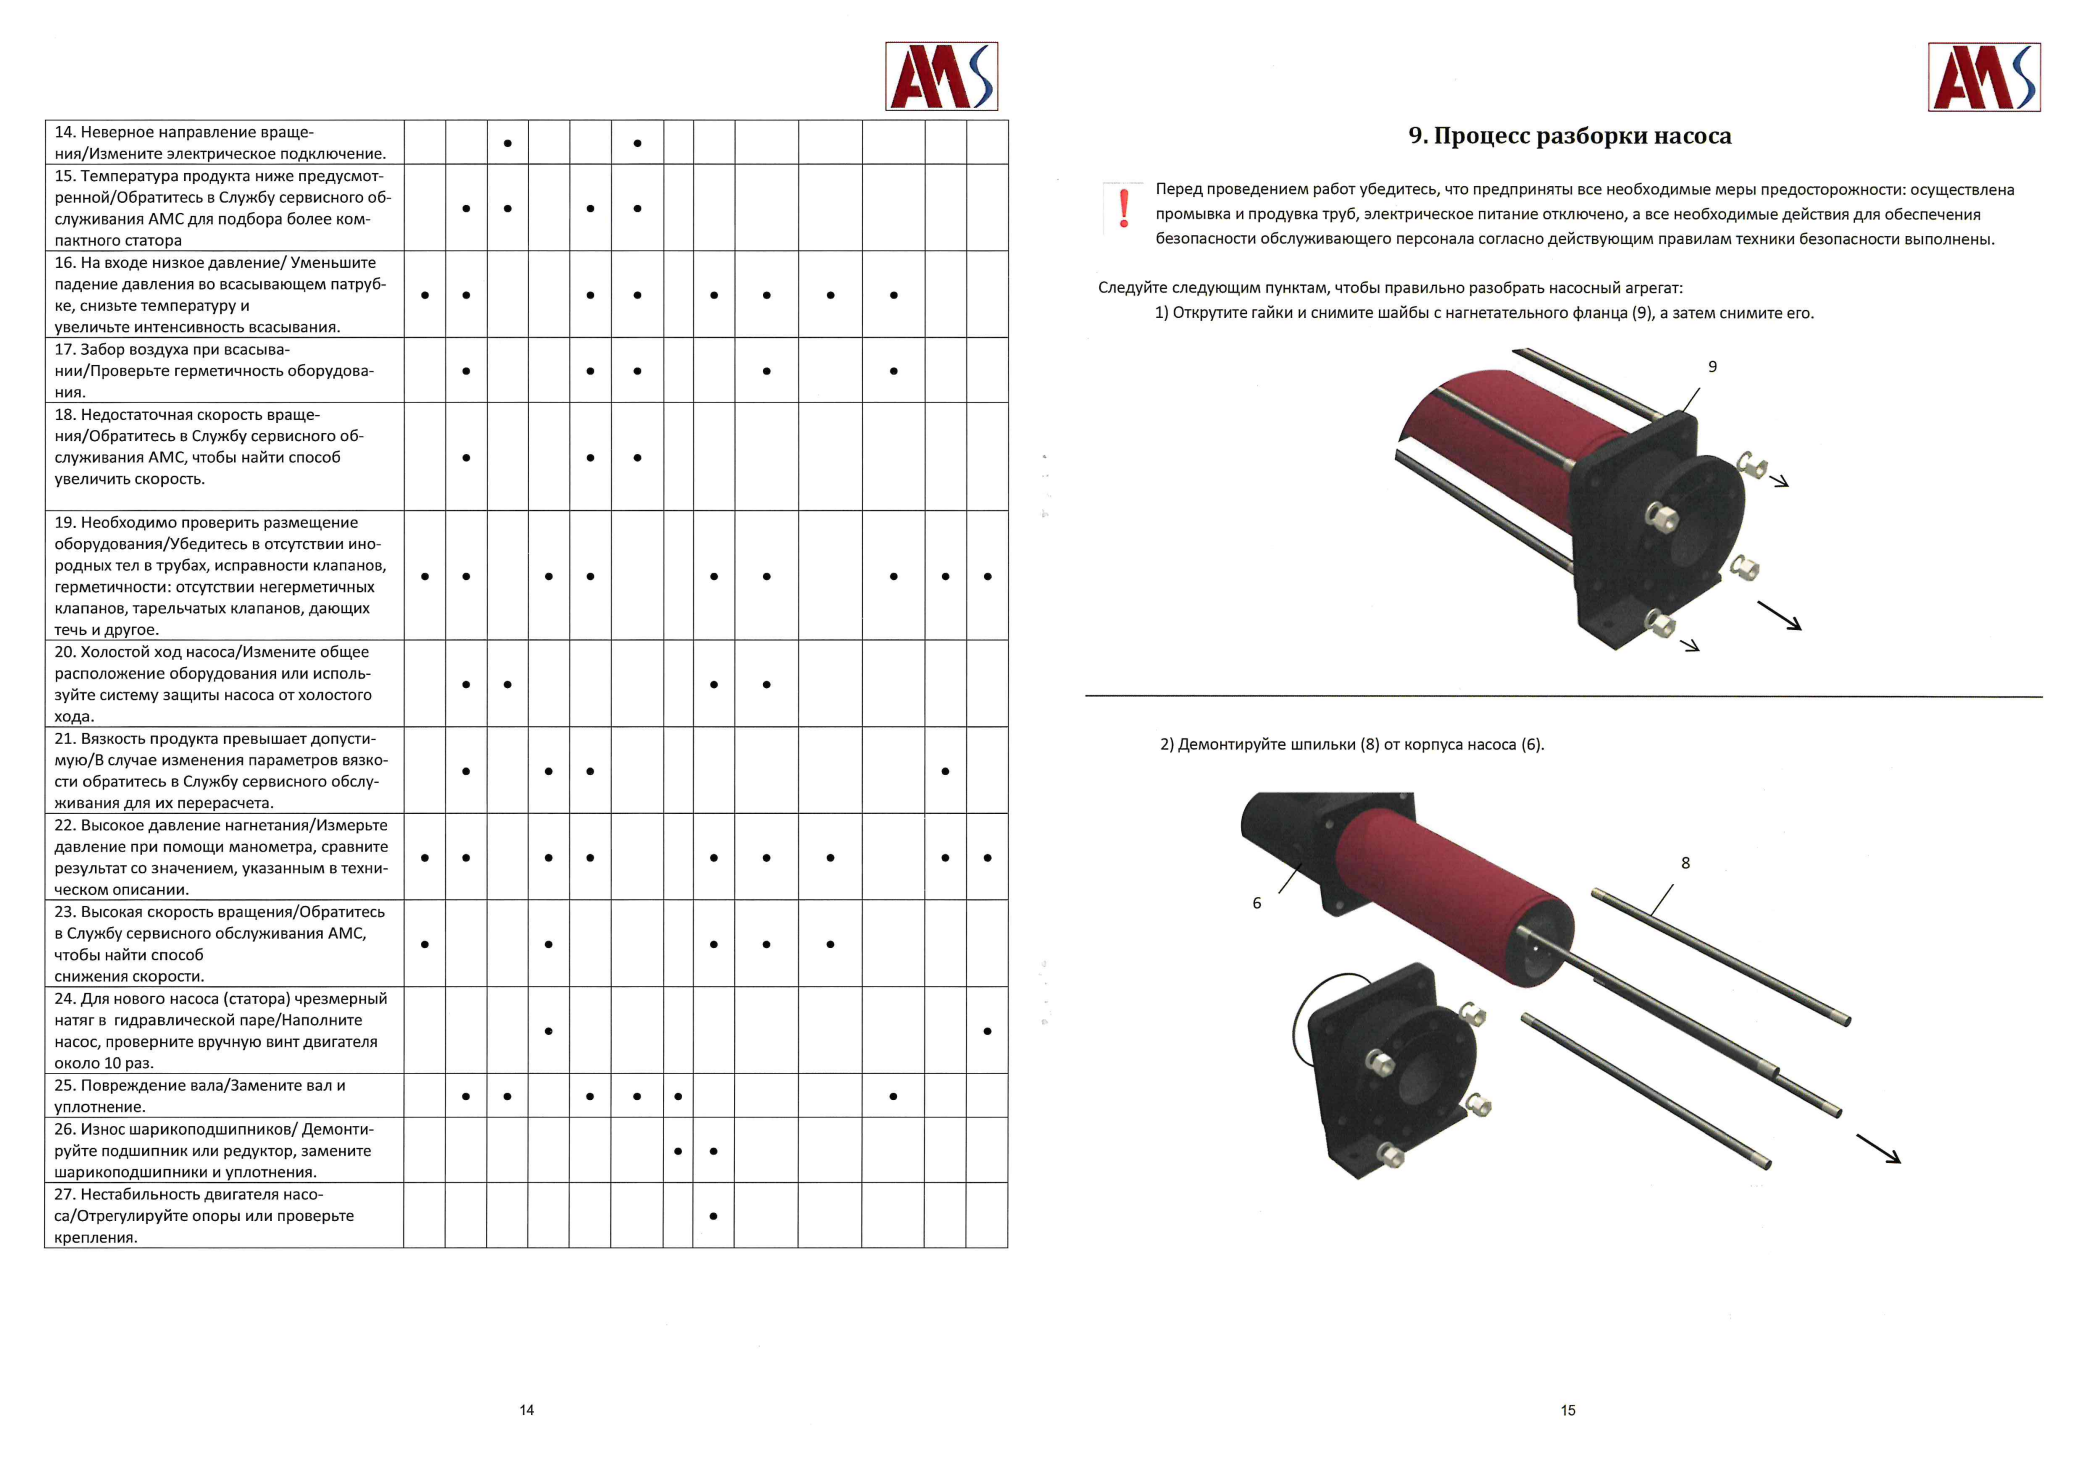 AMS
14. Неверное направление враще-
ния/Измените электрическое подключение.
• •
15. Температура продукта ниже предусмот-
ренной/Обратитесь в Службу сервисного об-
служивания АМС для подбора более ком-
пактного статора
• • • •
16. На входе низкое давление/ Уменьшите
падение давления во всасывающем патруб-
ке, снизьте температуру и
увеличьте интенсивность всасывания.
• • • • • • • •
17. Забор воздуха при всасыва-
нии/Проверьте герметичность оборудова-
ния.
• • • • •
18. Недостаточная скорость враще-
ния/Обратитесь в Службу сервисного об-
служивания АМС, чтобы найти способ
увеличить скорость.
• • •
19. Необходимо проверить размещение
оборудования/Убедитесь в отсутствии ино-
родных тел в трубах, исправности клапанов,
герметичности: отсутствии негерметичных
клапанов, тарельчатых клапанов, дающих
течь и другое.
• • • • • • • • •
20. Холостой ход насоса/Измените общее
расположение оборудования или исполь-
зуйте систему защиты насоса от холостого
хода.
• • • •
21. Вязкость продукта превышает допусти-
мую/В случае изменения параметров вязко-
сти обратитесь в Службу сервисного обслу-
живания для их перерасчета.
• • • •
22. Высокое давление нагнетания/Измерьте
давление при помощи манометра, сравните
результат со значением, указанным в техни-
ческом описании.
• • • • • • • • •
23. Высокая скорость вращения/Обратитесь
в Службу сервисного обслуживания АМС,
чтобы найти способ
снижения скорости.
• • • • •
24. Для нового насоса (статора) чрезмерный
натяг в гидравлической паре/Наполните
насос, проверните вручную винт двигателя
около 10 раз.
• •
25. Повреждение вала/Замените вал и
уплотнение.
• • • • • •
26. Износ шарикоподшипников/ Демонти-
руйте подшипник или редуктор, замените
шарикоподшипники и уплотнения.
• •
27. Нестабильность двигателя насо-
са/Отрегулируйте опоры или проверьте
крепления.
•
14
AMS
9. Процесс разборки насоса
! Перед проведением работ убедитесь, что предприняты все необходимые меры предосторожности: осуществлена
промывка и продувка труб, электрическое питание отключено, а все необходимые действия для обеспечения
безопасности обслуживающего персонала согласно действующим правилам техники безопасности выполнены.
Следуйте следующим пунктам, чтобы правильно разобрать насосный агрегат:
1) Открутите гайки и снимите шайбы с нагнетательного фланца (9), а затем снимите его.
9
2) Демонтируйте шпильки (8) от корпуса насоса (6).
8
6
15